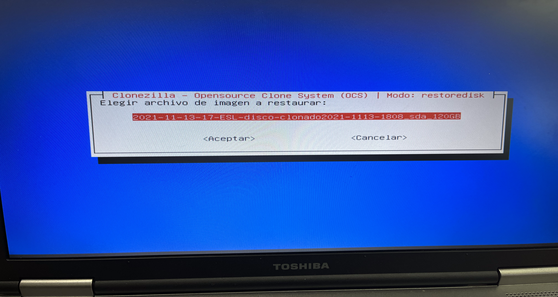 Clonezilla - Opensource Clone System (OCS) | Modo: restoredisk
Elegir archivo de imagen a restaurar:
2021-11-13-17-ESL-disco-clonado2021-1113-1808_sda_120GB
<Aceptar> <Cancelar>
TOSHIBA